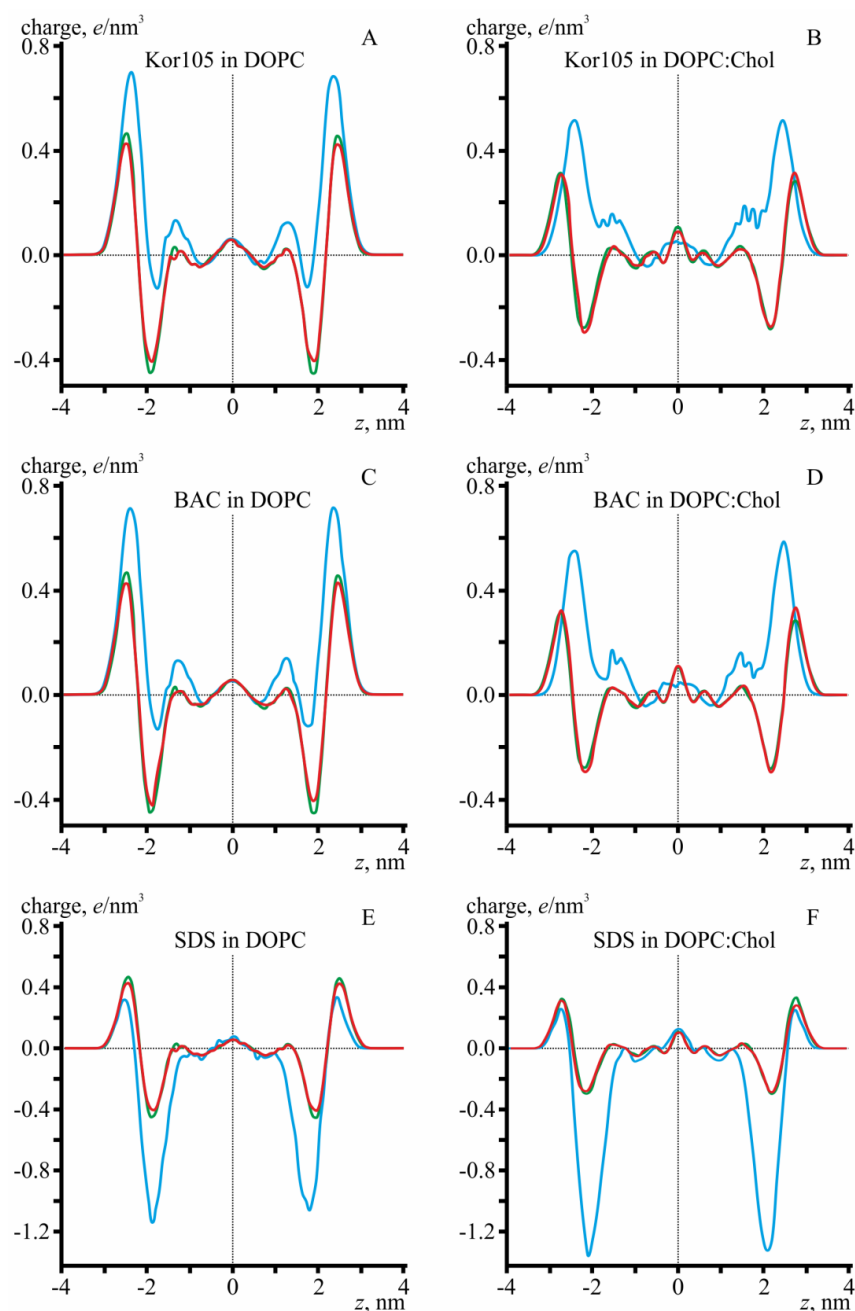 charge, e/nm³ A
Kor105 in DOPC
0.8
0.4
0.0
-0.4
-4 -2 0 2 4
z, nm
charge, e/nm³ B
Kor105 in DOPC:Chol
0.8
0.4
0.0
-0.4
-4 -2 0 2 4
z, nm
charge, e/nm³ C
BAC in DOPC
0.8
0.4
0.0
-0.4
-4 -2 0 2 4
z, nm
charge, e/nm³ D
BAC in DOPC:Chol
0.8
0.4
0.0
-0.4
-4 -2 0 2 4
z, nm
charge, e/nm³ E
SDS in DOPC
0.8
0.4
0.0
-0.4
-0.8
-1.2
-4 -2 0 2 4
z, nm
charge, e/nm³ F
SDS in DOPC:Chol
0.8
0.4
0.0
-0.4
-0.8
-1.2
-4 -2 0 2 4
z, nm